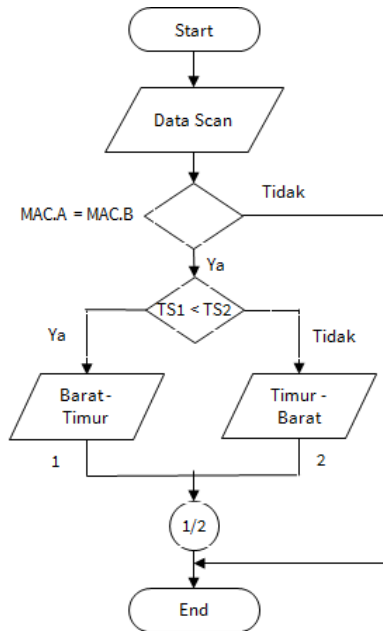 Start
Data Scan
Tidak
MAC.A = MAC.B
Ya
TS1 < TS2
Ya
Tidak
Barat-
Timur
Timur -
Barat
1
2
1/2
End